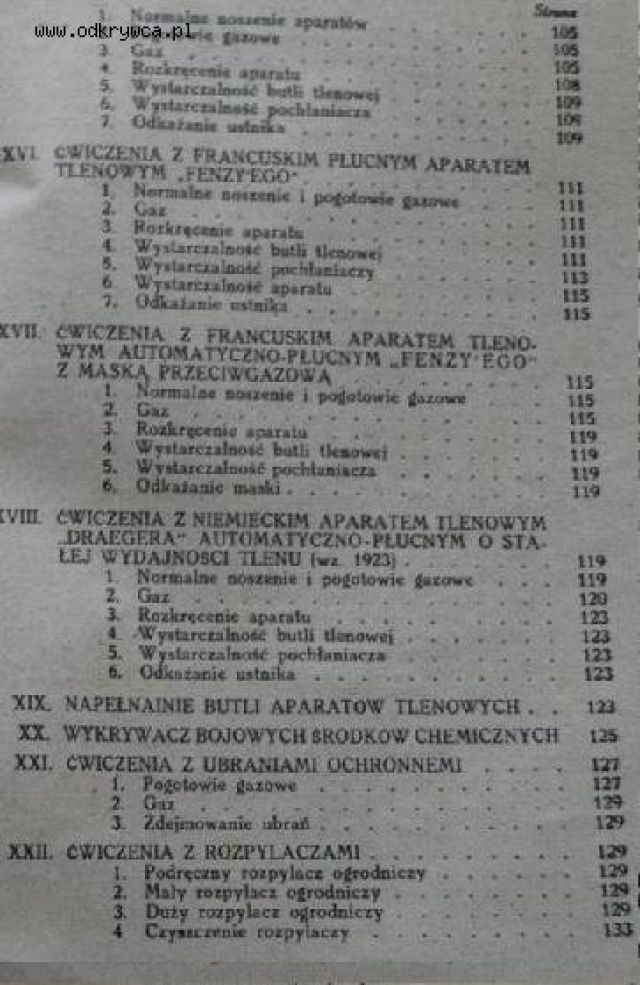 Strona
1. Normalne noszenie aparatów . . . 105
www.odkrywca.pl
gazowe . . . 105
3. Gaz . . . 105
4. Rozkręcenie aparatu . . . 108
5. Wystarczalność butli tlenowej . . . 109
6. Wystarczalność pochłaniacza . . .
7. Odkażanie ustnika . . . 109
XVI. ĆWICZENIA Z FRANCUSKIM PŁUCNYM APARATEM
TLENOWYM „FENZY'EGO" . . . 111
1. Normalne noszenie i pogotowie gazowe . . . 111
2. Gaz . . . 111
3. Rozkręcenie aparatu . . . 111
4. Wystarczalność butli tlenowej . . . 111
5. Wystarczalność pochłaniaczy . . . 113
6. Wystarczalność aparatu . . . 115
7. Odkażanie ustnika . . . 115
XVII. ĆWICZENIA Z FRANCUSKIM APARATEM TLENO-
WYM AUTOMATYCZNO-PŁUCNYM „FENZY'EGO"
Z MASKĄ PRZECIWGAZOWĄ . . . 115
1. Normalne noszenie i pogotowie gazowe . . . 115
2. Gaz . . . 115
3. Rozkręcenie aparatu . . . 119
4. Wystarczalność butli tlenowej . . . 119
5. Wystarczalność pochłaniacza . . . 119
6. Odkażanie maski . . . 119
XVIII. ĆWICZENIA Z NIEMIECKIM APARATEM TLENOWYM
„DRAEGERA" AUTOMATYCZNO-PŁUCNYM O STA-
ŁEJ WYDAJNOŚCI TLENU (wz. 1923) . . . 119
1. Normalne noszenie i pogotowie gazowe . . . 119
2. Gaz . . . 120
3. Rozkręcenie aparatu . . . 123
4. Wystarczalność butli tlenowej . . . 123
5. Wystarczalność pochłaniacza . . . 123
6. Odkażanie ustnika . . . 123
XIX. NAPEŁNAINIE BUTLI APARATÓW TLENOWYCH . . 123
XX. WYKRYWACZ BOJOWYCH ŚRODKÓW CHEMICZNYCH 125
XXI. ĆWICZENIA Z UBRANIAMI OCHRONNEMI . . . 127
1. Pogotowie gazowe . . . 127
2. Gaz . . . 129
3. Zdejmowanie ubrań . . . 129
XXII. ĆWICZENIA Z ROZPYLACZAMI . . . 129
1. Podręczny rozpylacz ogrodniczy . . . 129
2. Mały rozpylacz ogrodniczy . . . 129
3. Duży rozpylacz ogrodniczy . . . 129
4 Czyszczenie rozpylaczy . . . 133